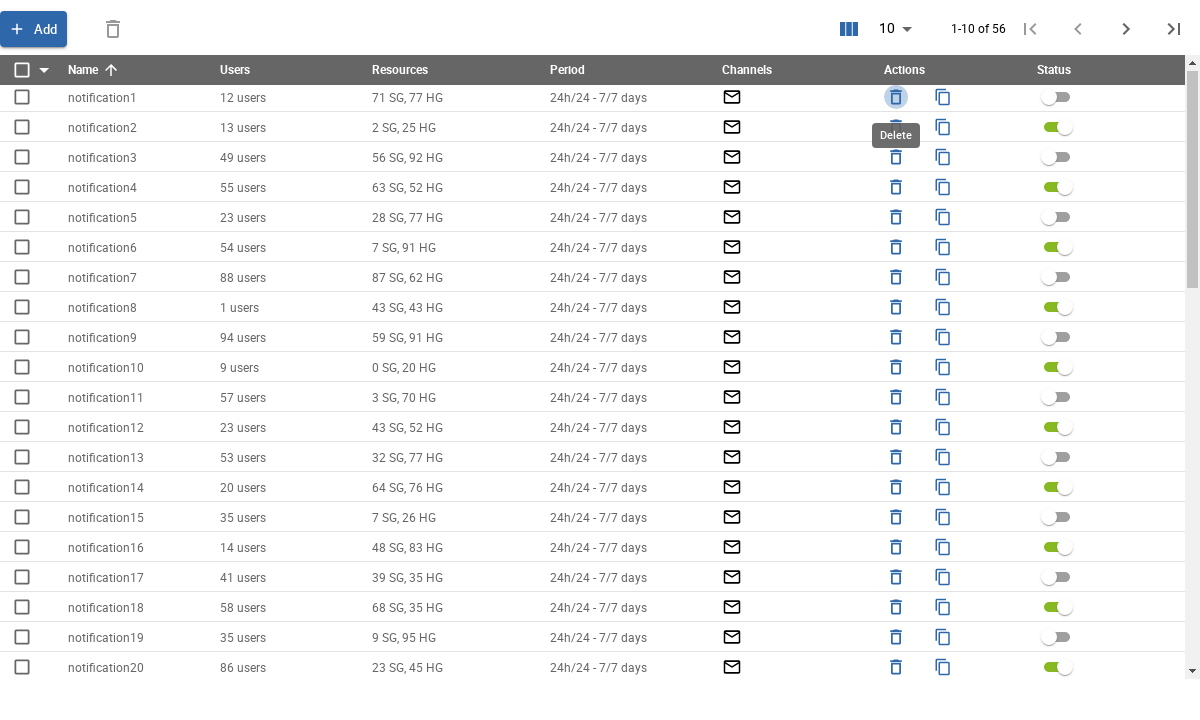 Add 10 1-10 of 56
Name Users Resources Period Channels Actions Status
notification1 12 users 71 SG, 77 HG 24h/24 - 7/7 days
notification2 13 users 2 SG, 25 HG 24h/24 - 7/7 days
Delete
notification3 49 users 56 SG, 92 HG 24h/24 - 7/7 days
notification4 55 users 63 SG, 52 HG 24h/24 - 7/7 days
notification5 23 users 28 SG, 77 HG 24h/24 - 7/7 days
notification6 54 users 7 SG, 91 HG 24h/24 - 7/7 days
notification7 88 users 87 SG, 62 HG 24h/24 - 7/7 days
notification8 1 users 43 SG, 43 HG 24h/24 - 7/7 days
notification9 94 users 59 SG, 91 HG 24h/24 - 7/7 days
notification10 9 users 0 SG, 20 HG 24h/24 - 7/7 days
notification11 57 users 3 SG, 70 HG 24h/24 - 7/7 days
notification12 23 users 43 SG, 52 HG 24h/24 - 7/7 days
notification13 53 users 32 SG, 77 HG 24h/24 - 7/7 days
notification14 20 users 64 SG, 76 HG 24h/24 - 7/7 days
notification15 35 users 7 SG, 26 HG 24h/24 - 7/7 days
notification16 14 users 48 SG, 83 HG 24h/24 - 7/7 days
notification17 41 users 39 SG, 35 HG 24h/24 - 7/7 days
notification18 58 users 68 SG, 35 HG 24h/24 - 7/7 days
notification19 35 users 9 SG, 95 HG 24h/24 - 7/7 days
notification20 86 users 23 SG, 45 HG 24h/24 - 7/7 days